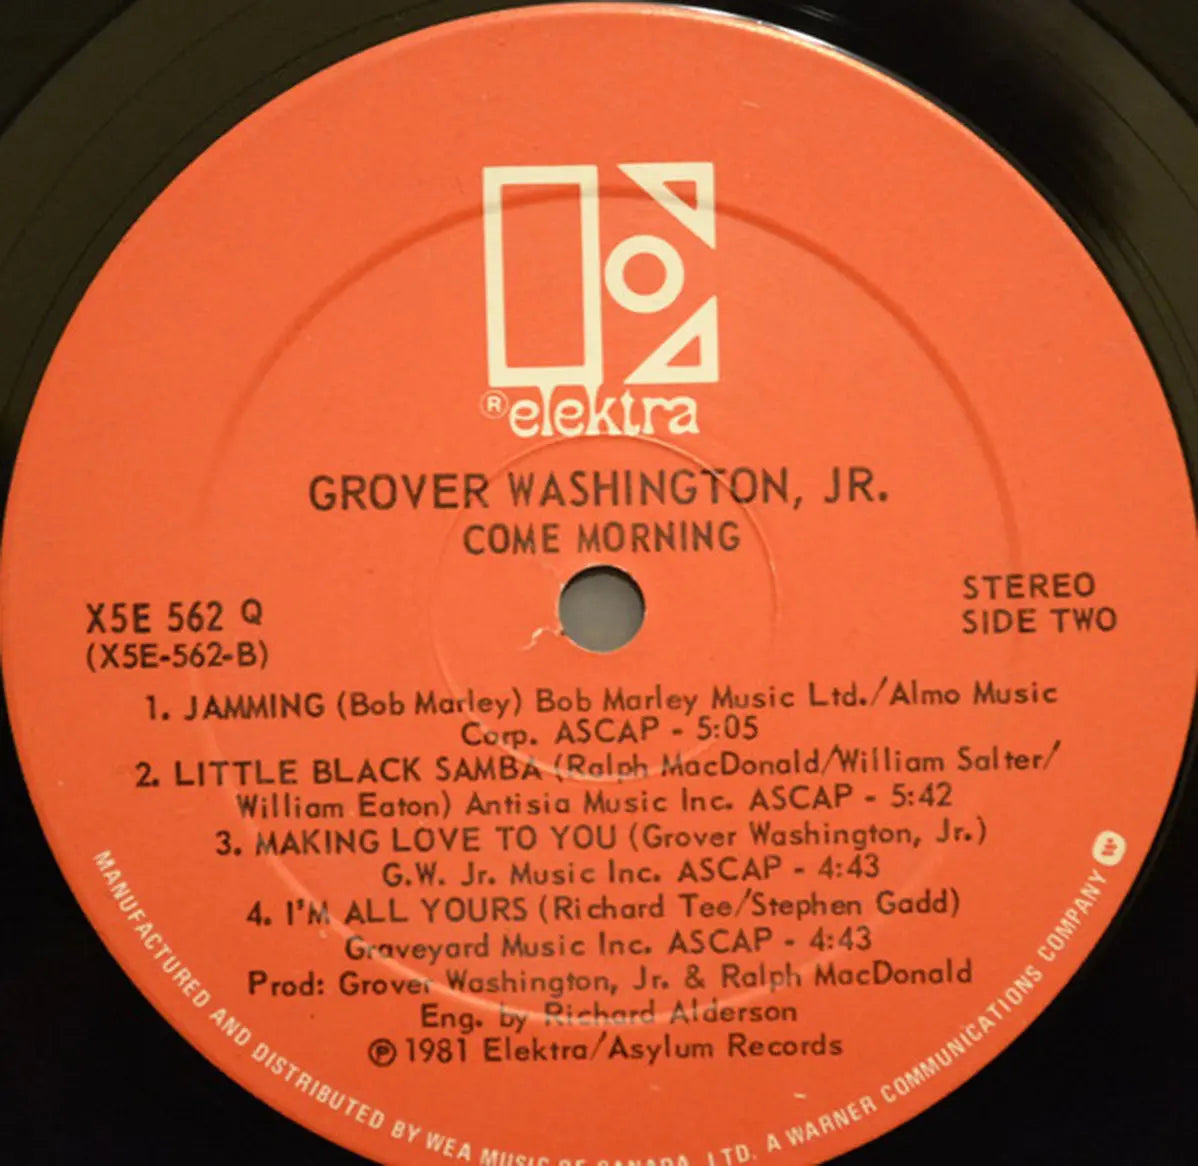 ® elektra
GROVER WASHINGTON, JR.
COME MORNING
X5E 562 Q
(X5E-562-B)
STEREO
SIDE TWO
1. JAMMING (Bob Marley) Bob Marley Music Ltd./Almo Music
Corp. ASCAP - 5:05
2. LITTLE BLACK SAMBA (Ralph MacDonald/William Salter/
William Eaton) Antisia Music Inc. ASCAP - 5:42
3. MAKING LOVE TO YOU (Grover Washington, Jr.)
G.W. Jr. Music Inc. ASCAP - 4:43
4. I'M ALL YOURS (Richard Tee/Stephen Gadd)
Graveyard Music Inc. ASCAP - 4:43
Prod: Grover Washington, Jr. & Ralph MacDonald
Eng. by Richard Alderson
℗ 1981 Elektra/Asylum Records
MANUFACTURED AND DISTRIBUTED BY WEA MUSIC OF CANADA, LTD. A WARNER COMMUNICATIONS COMPANY